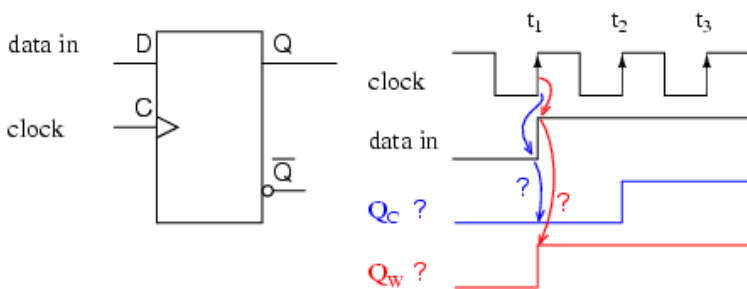 data in D Q
clock C
Q
t1 t2 t3
clock
data in
? ?
QC ?
QW ?